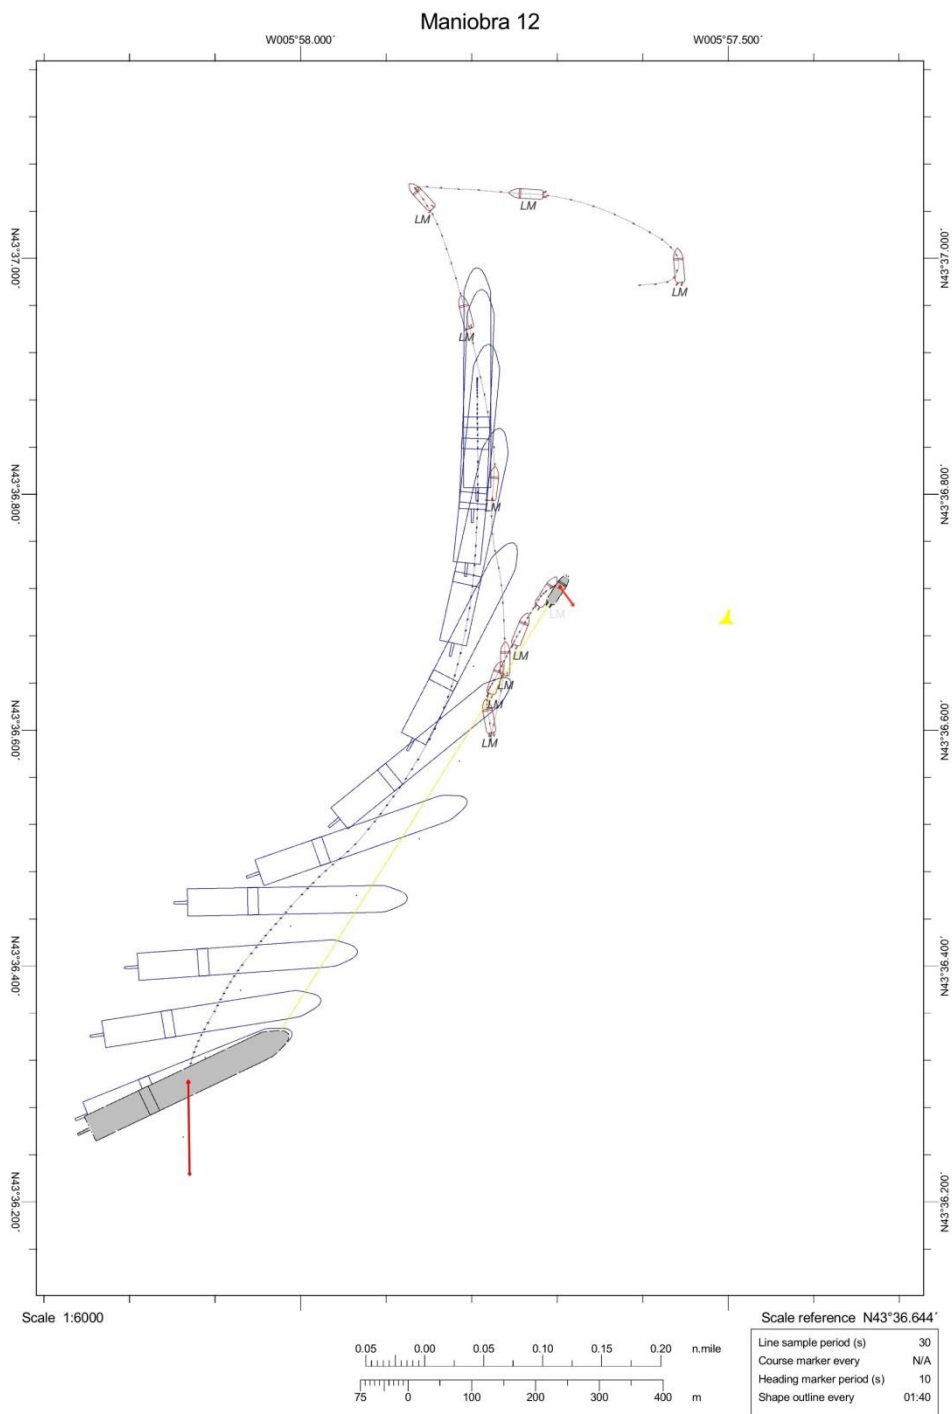 Maniobra 12
W005°58.000´
W005°57.500´
N43°37.000´
N43°37.000´
LM
LM
LM
LM
N43°36.800´
N43°36.800´
LM
LM
LM
LM
LM
LM
N43°36.600´
N43°36.600´
N43°36.400´
N43°36.400´
N43°36.200´
N43°36.200´
Scale 1:6000
Scale reference N43°36.644´
0.05 0.00 0.05 0.10 0.15 0.20 n.mile
75 0 100 200 300 400 m
Line sample period (s) 30
Course marker every N/A
Heading marker period (s) 10
Shape outline every 01:40